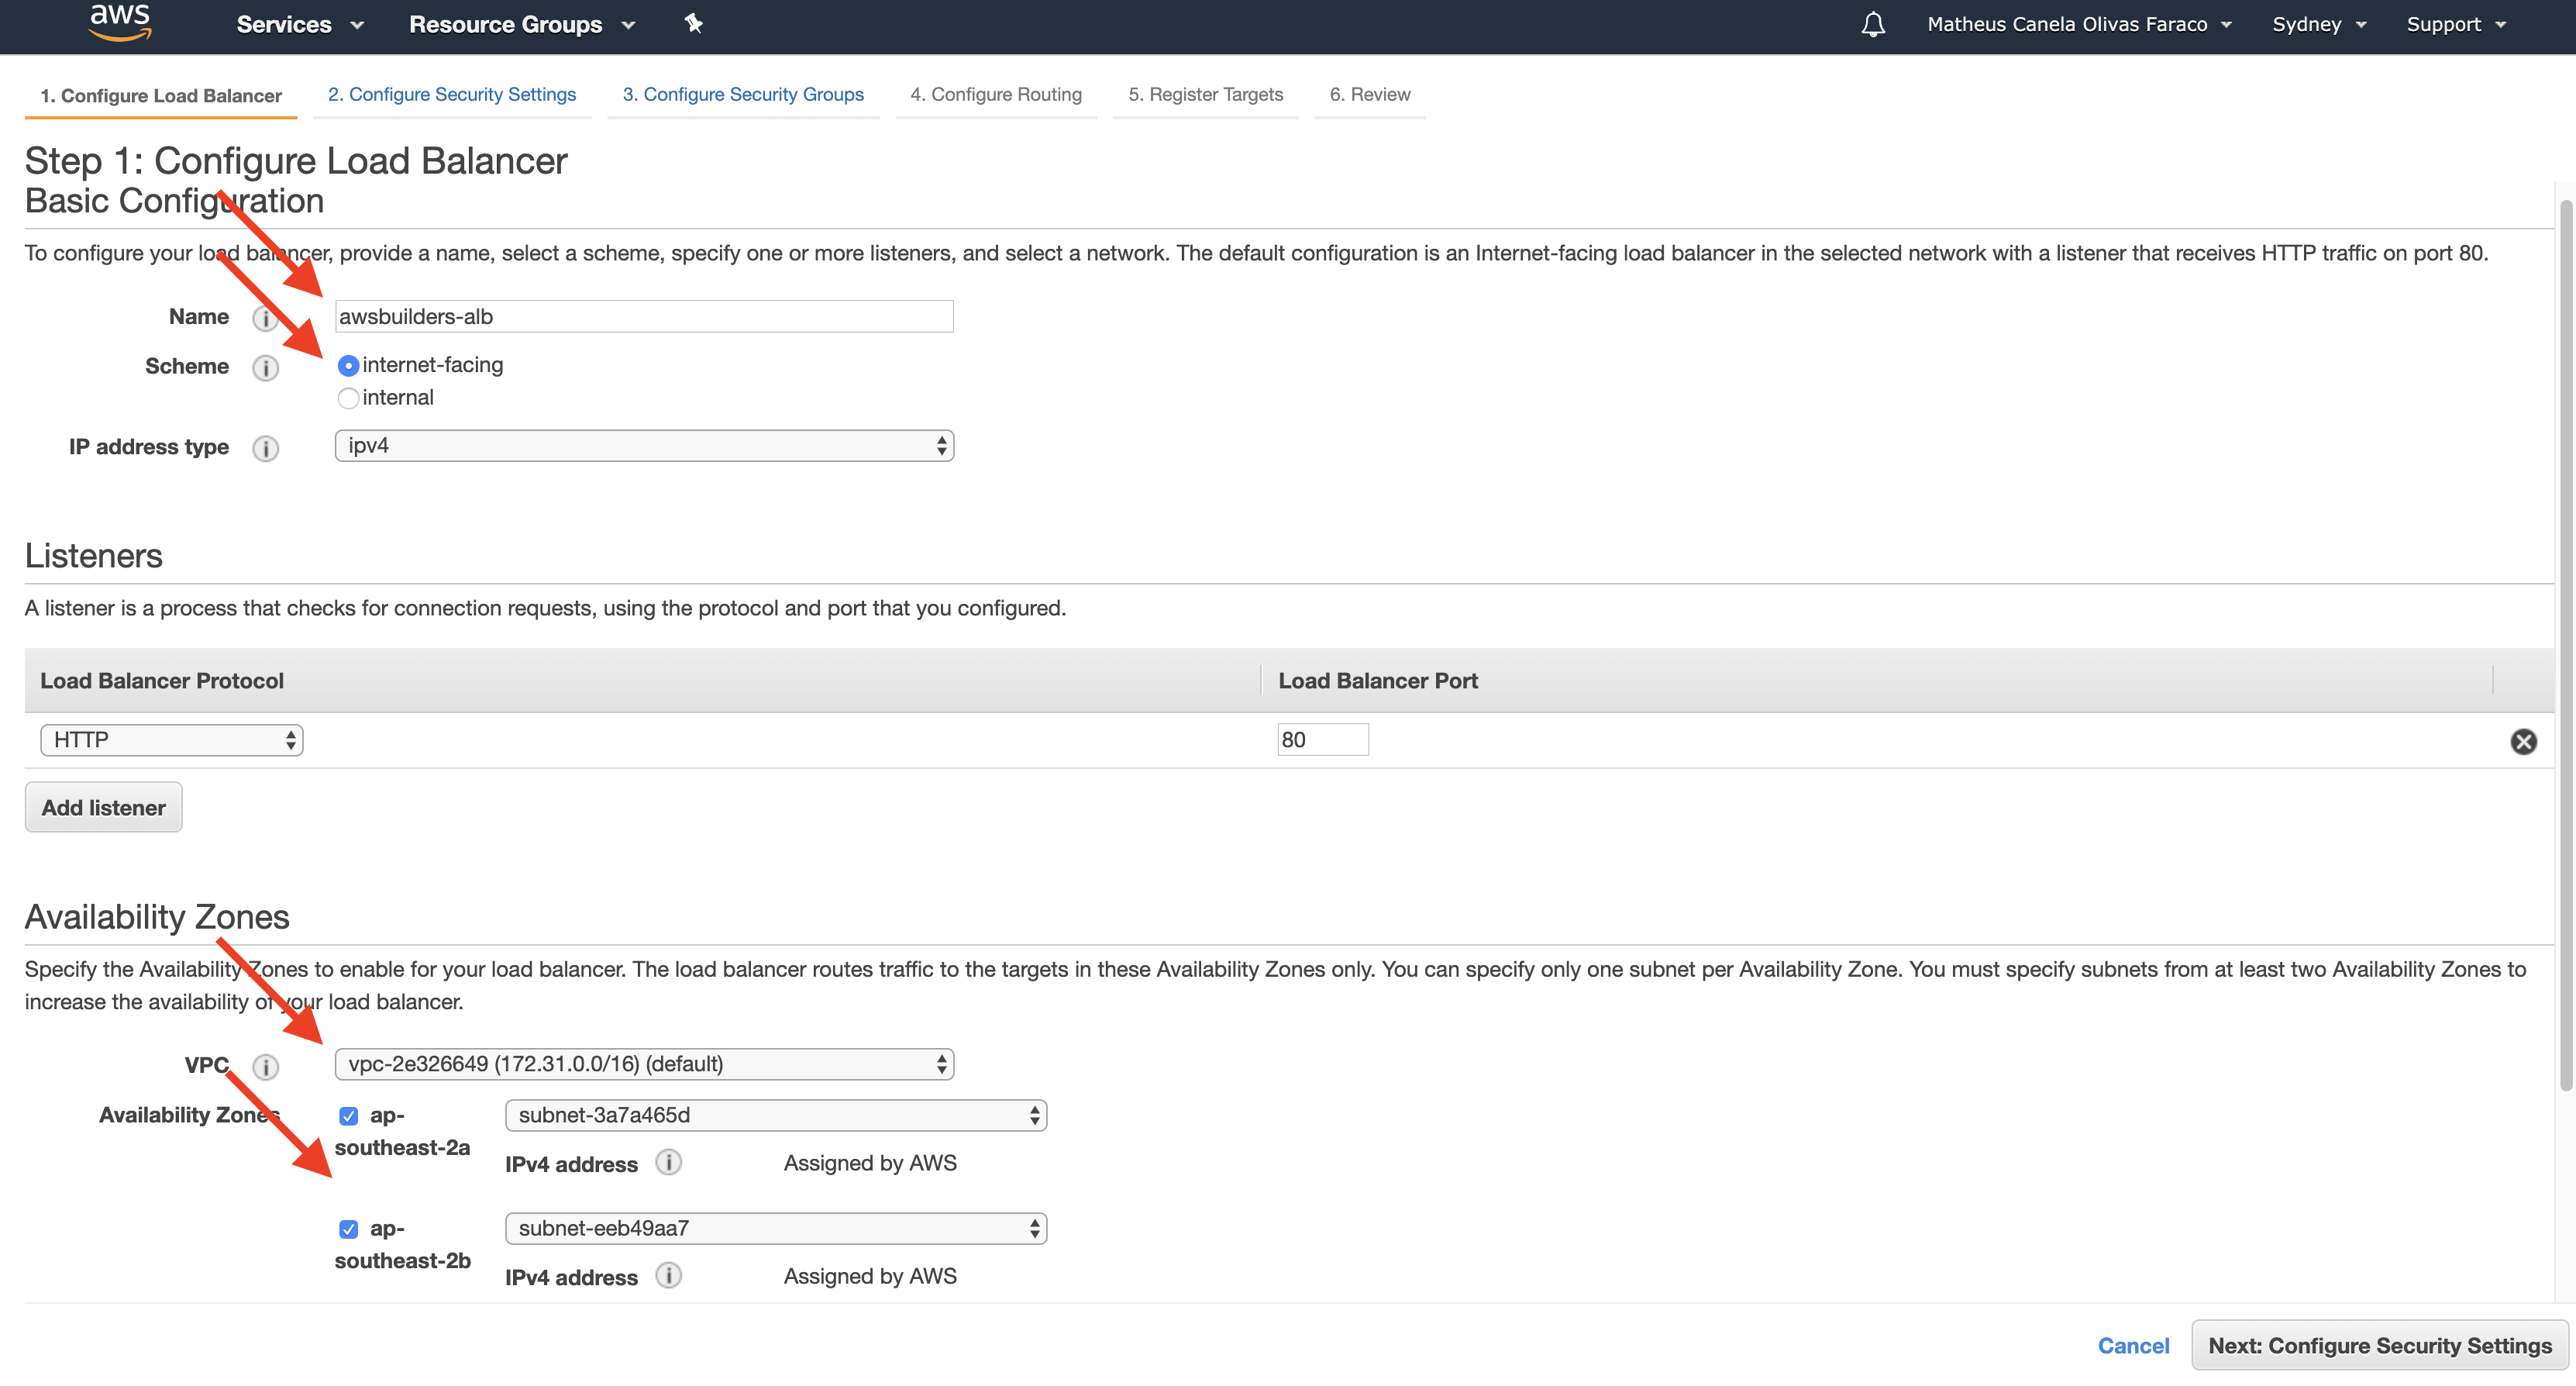 aws Services Resource Groups Matheus Canela Olivas Faraco Sydney Support
1. Configure Load Balancer 2. Configure Security Settings 3. Configure Security Groups 4. Configure Routing 5. Register Targets 6. Review
Step 1: Configure Load Balancer
Basic Configuration
To configure your load balancer, provide a name, select a scheme, specify one or more listeners, and select a network. The default configuration is an Internet-facing load balancer in the selected network with a listener that receives HTTP traffic on port 80.
Name i awsbuilders-alb
Scheme i internet-facing
internal
IP address type i ipv4
Listeners
A listener is a process that checks for connection requests, using the protocol and port that you configured.
Load Balancer Protocol Load Balancer Port
HTTP 80
Add listener
Availability Zones
Specify the Availability Zones to enable for your load balancer. The load balancer routes traffic to the targets in these Availability Zones only. You can specify only one subnet per Availability Zone. You must specify subnets from at least two Availability Zones to
increase the availability of your load balancer.
VPC i vpc-2e326649 (172.31.0.0/16) (default)
Availability Zones ap- subnet-3a7a465d
southeast-2a
IPv4 address i Assigned by AWS
ap- subnet-eeb49aa7
southeast-2b
IPv4 address i Assigned by AWS
Cancel Next: Configure Security Settings